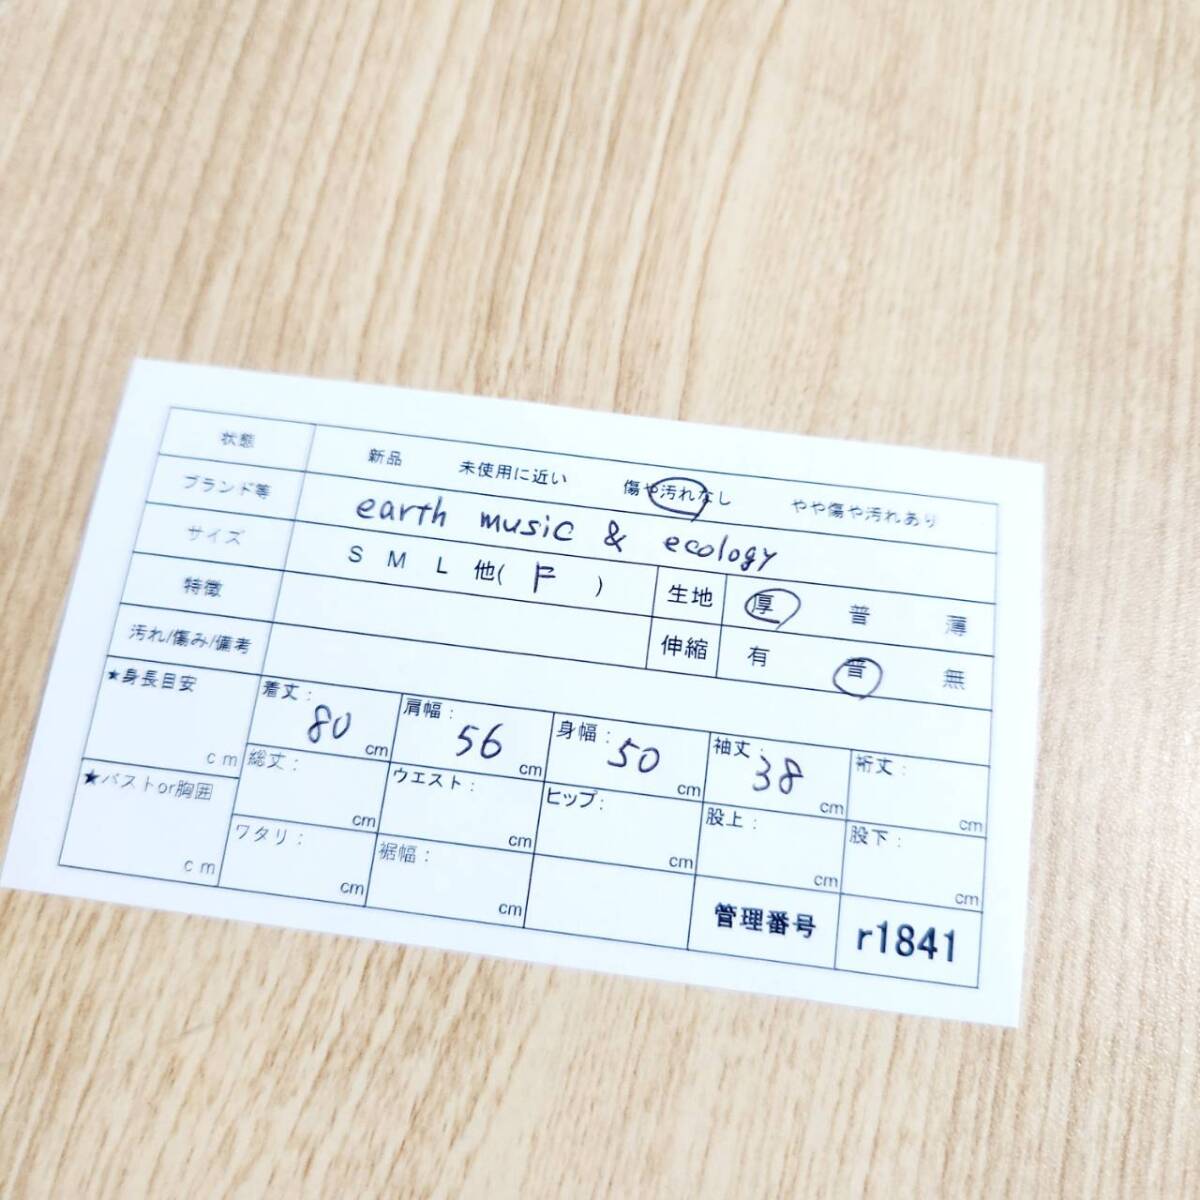 状態 新品 未使用に近い 傷や汚れなし やや傷や汚れあり
ブランド等 earth music & ecology
サイズ S M L 他( F ) 生地 厚 普 薄
特徴 伸縮 有 普 無
汚れ/傷み/備考
★身長目安 cm 着丈: 80 cm 肩幅: 56 cm 身幅: 50 cm 袖丈: 38 cm 裄丈: cm
総丈: cm ウエスト: cm ヒップ: cm 股上: cm 股下: cm
★バストor胸囲 cm ワタリ: cm 裾幅: cm 管理番号 r1841